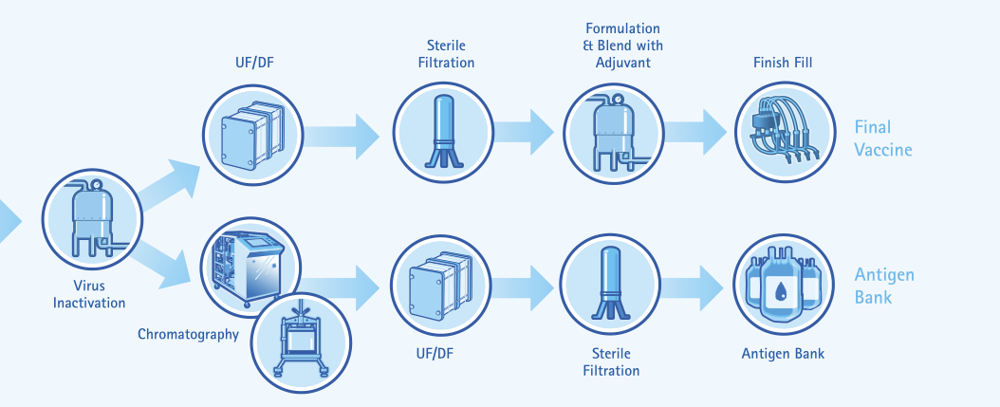 Formulation
& Blend with
Adjuvant
Sterile
Filtration
UF/DF
Finish Fill
Final
Vaccine
Virus
Inactivation
Chromatography
UF/DF
Sterile
Filtration
Antigen Bank
Antigen
Bank